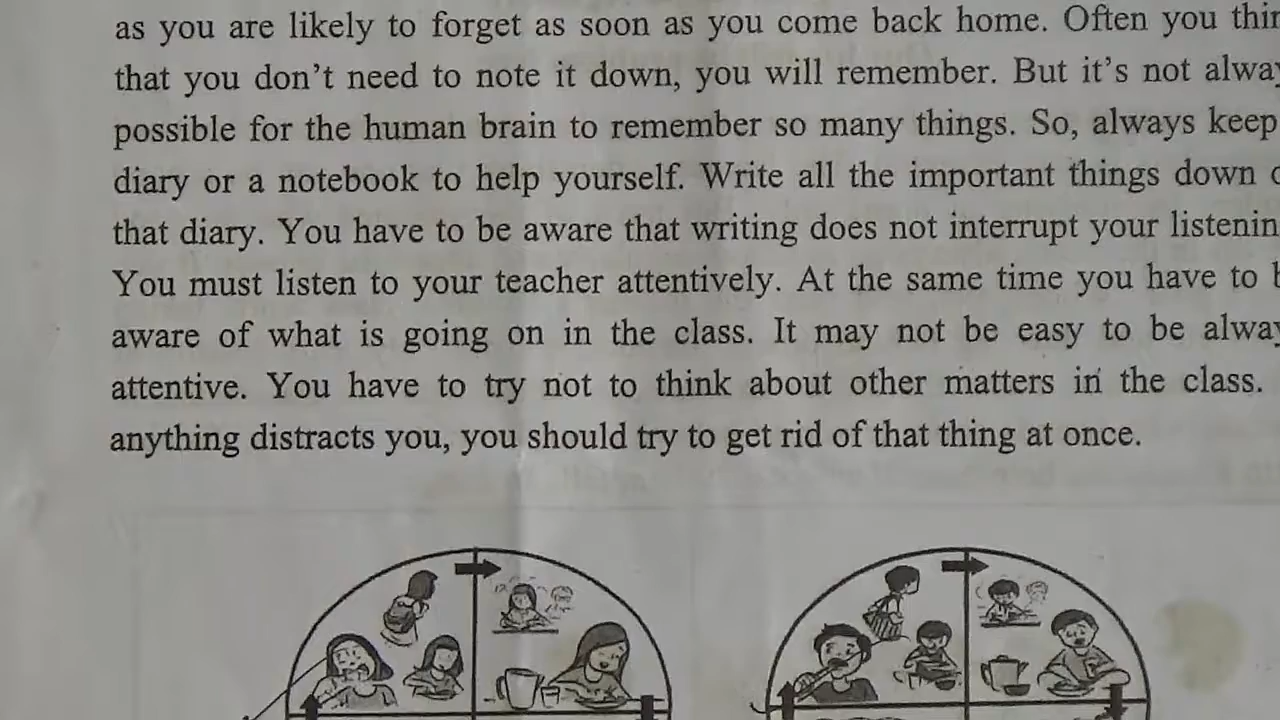 as you are likely to forget as soon as you come back home. Often you
that you don't need to note it down, you will remember. But it's not
possible for the human brain to remember so many things. So, always keep
diary or a notebook to help yourself. Write all the important things down
that diary. You have to be aware that writing does not interrupt your
You must listen to your teacher attentively. At the same time you have to
aware of what is going on in the class. It may not be easy to be
attentive. You have to try not to think about other matters in the class.
anything distracts you, you should try to get rid of that thing at once.